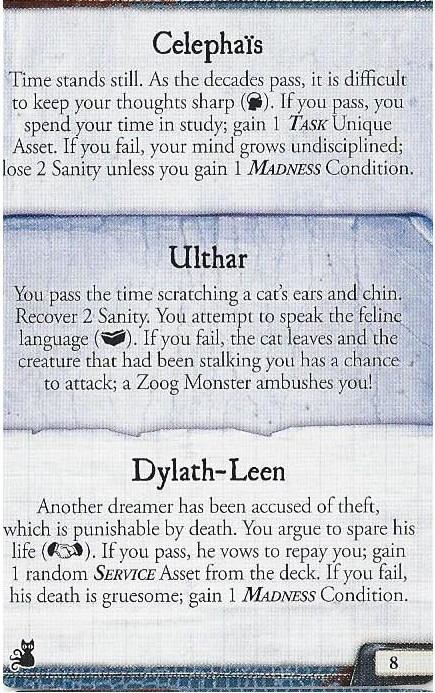 Celephaïs
Time stands still. As the decades pass, it is difficult
to keep your thoughts sharp (). If you pass, you
spend your time in study; gain 1 TASK Unique
Asset. If you fail, your mind grows undisciplined;
lose 2 Sanity unless you gain 1 MADNESS Condition.
Ulthar
You pass the time scratching a cat's ears and chin.
Recover 2 Sanity. You attempt to speak the feline
language (). If you fail, the cat leaves and the
creature that had been stalking you has a chance
to attack; a Zoog Monster ambushes you!
Dylath-Leen
Another dreamer has been accused of theft,
which is punishable by death. You argue to spare his
life (). If you pass, he vows to repay you; gain
1 random SERVICE Asset from the deck. If you fail,
his death is gruesome; gain 1 MADNESS Condition.
8